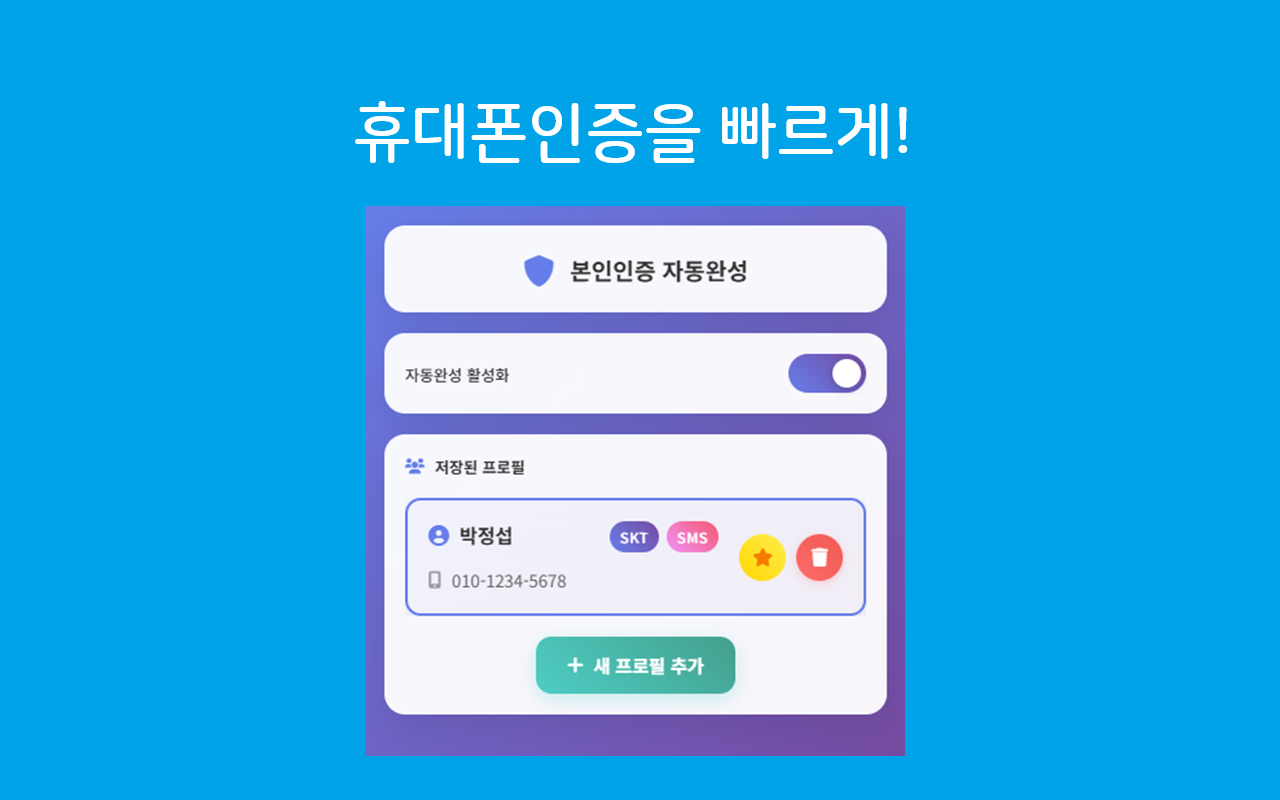 휴대폰인증을 빠르게!
본인인증 자동완성
자동완성 활성화
저장된 프로필
박정섭 SKT SMS
010-1234-5678
+ 새 프로필 추가